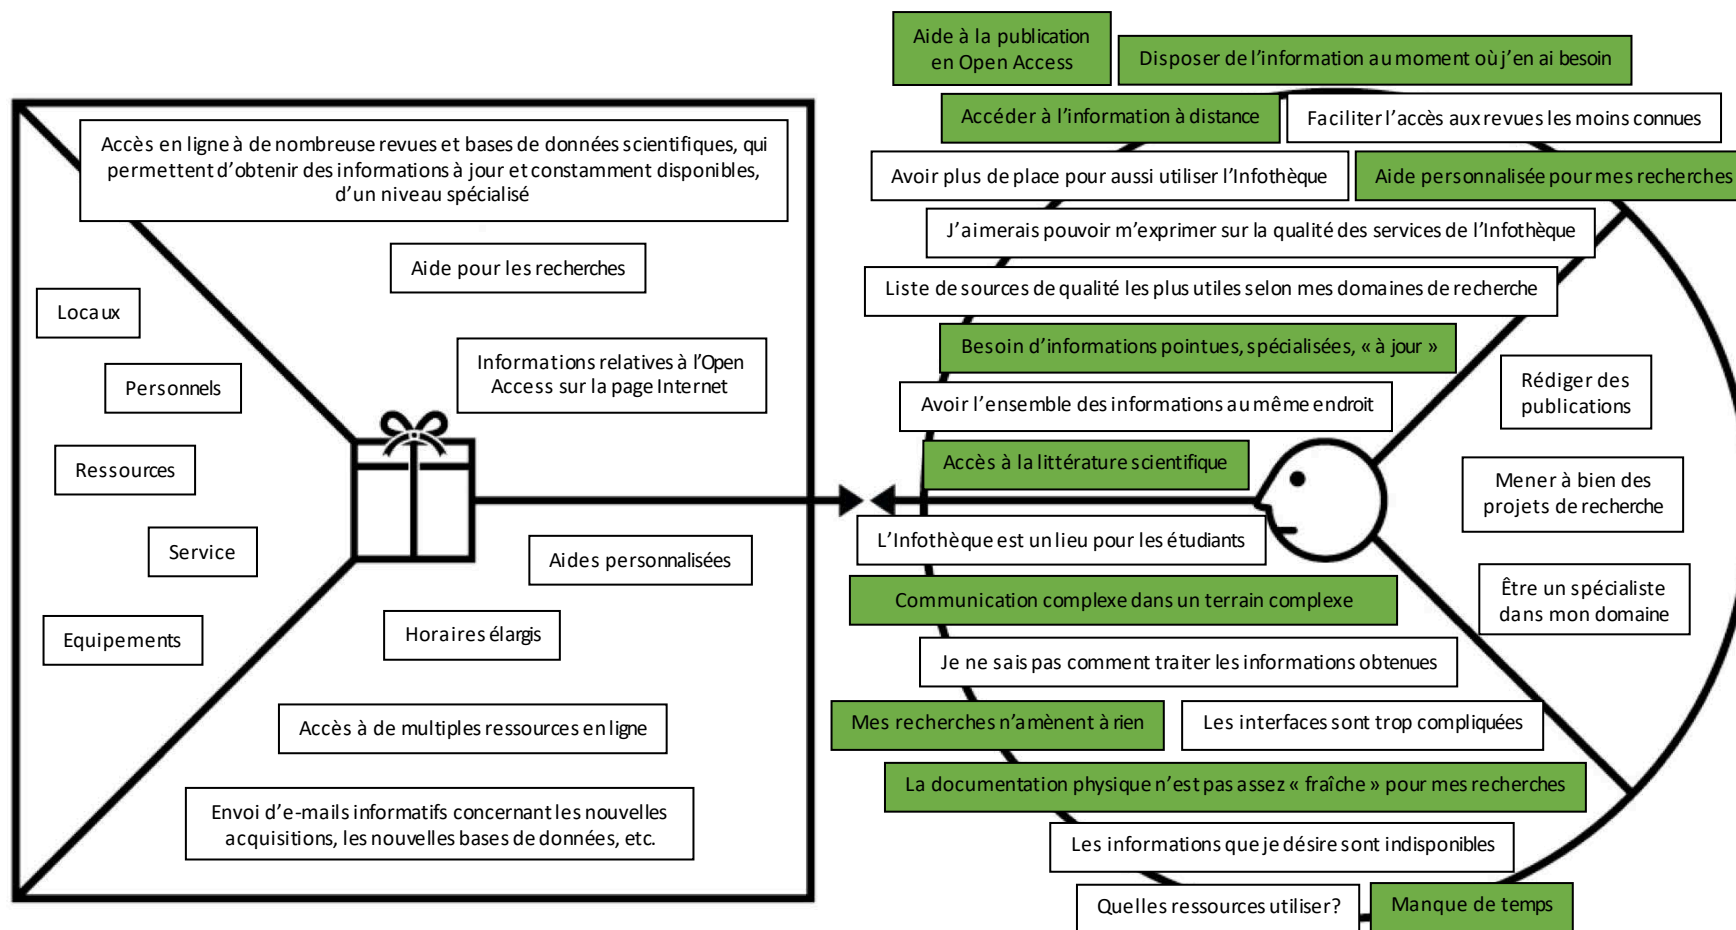 Accès en ligne à de nombreuse revues et bases de données scientifiques, qui
permettent d’obtenir des informations à jour et constamment disponibles,
d’un niveau spécialisé
Aide pour les recherches
Locaux
Informations relatives à l’Open
Access sur la page Internet
Personnels
Ressources
Service
Aides personnalisées
Equipements
Horaires élargis
Accès à de multiples ressources en ligne
Envoi d’e-mails informatifs concernant les nouvelles
acquisitions, les nouvelles bases de données, etc.
Aide à la publication
en Open Access
Disposer de l’information au moment où j’en ai besoin
Accéder à l’information à distance
Faciliter l’accès aux revues les moins connues
Avoir plus de place pour aussi utiliser l’Infothèque
Aide personnalisée pour mes recherches
J’aimerais pouvoir m’exprimer sur la qualité des services de l’Infothèque
Liste de sources de qualité les plus utiles selon mes domaines de recherche
Besoin d’informations pointues, spécialisées, « à jour »
Avoir l’ensemble des informations au même endroit
Accès à la littérature scientifique
L’Infothèque est un lieu pour les étudiants
Communication complexe dans un terrain complexe
Je ne sais pas comment traiter les informations obtenues
Mes recherches n’amènent à rien
Les interfaces sont trop compliquées
La documentation physique n’est pas assez « fraîche » pour mes recherches
Les informations que je désire sont indisponibles
Quelles ressources utiliser?
Manque de temps
Rédiger des
publications
Mener à bien des
projets de recherche
Être un spécialiste
dans mon domaine